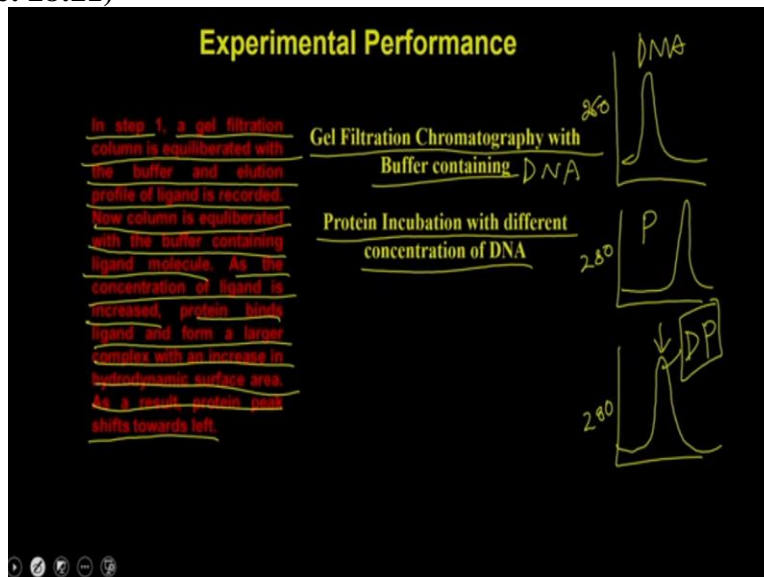 Experimental Performance
In step 1, a gel filtration
column is equiliberated with
the buffer and elution
profile of ligand is recorded.
Now column is equliberated
with the buffer containing
ligand molecule. As the
concentration of ligand is
increased, protein binds
ligand and form a larger
complex with an increase in
hydrodynamic surface area.
As a result, protein peak
shifts towards left.
Gel Filtration Chromatography with
Buffer containing DNA
Protein Incubation with different
concentration of DNA
DNA
260
P
280
DP
280